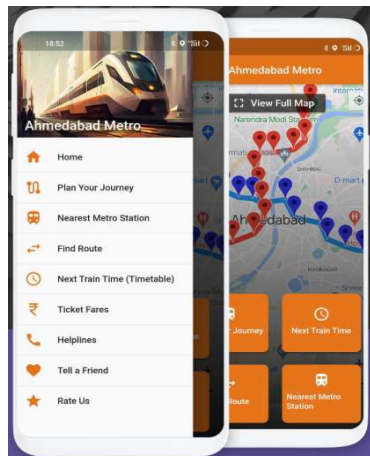 18:52
Ahmedabad Metro
Home
Plan Your Journey
Nearest Metro Station
Find Route
Next Train Time (Timetable)
Ticket Fares
Helplines
Tell a Friend
Rate Us
Ahmedabad Metro
View Full Map
Narendra Modi
D-mart
Journey
Next Train Time
Route
Nearest Metro
Station